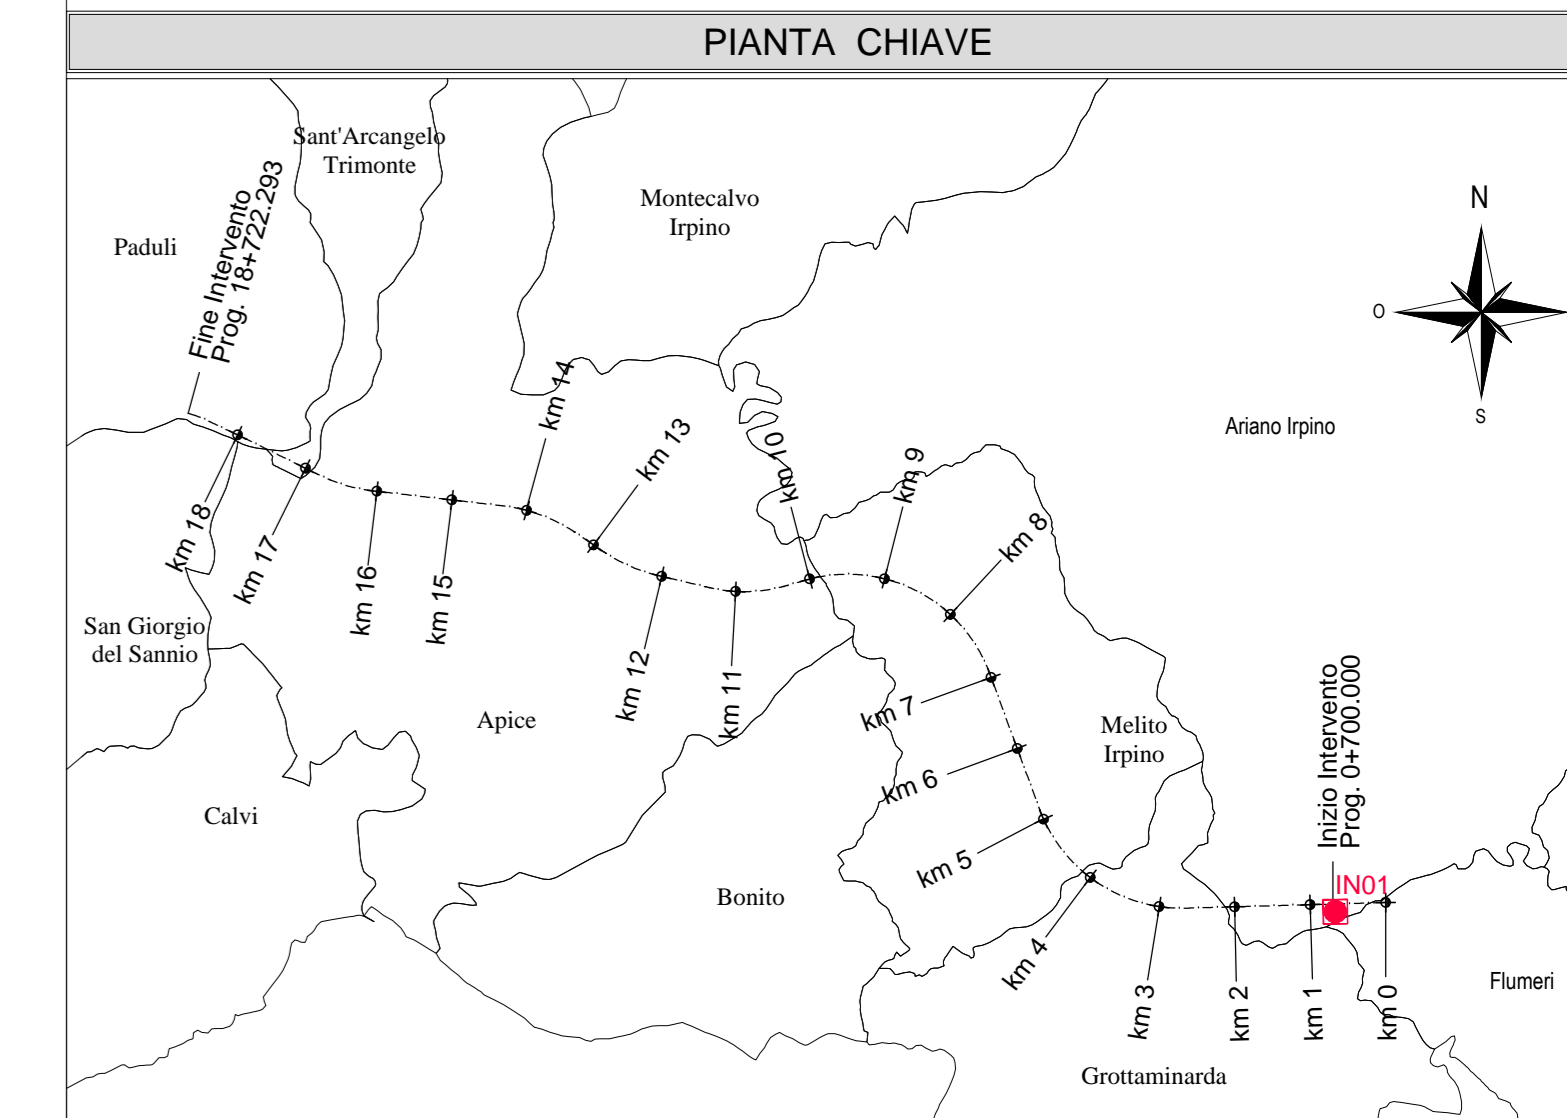 PIANTA CHIAVE
Sant'Arcangelo
Trimonte
Montecalvo
Irpino
Paduli
Fine Intervento
Prog. 18+722.293
N
O
S
Ariano Irpino
km 14
km 13
km 10
km 9
km 8
km 18
km 17
km 16
km 15
km 12
km 11
km 7
km 6
km 5
San Giorgio
del Sannio
Apice
Melito
Irpino
Inizio Intervento
Prog. 0+700.000
Calvi
Bonito
IN01
km 4
km 3
km 2
km 1
km 0
Flumeri
Grottaminarda